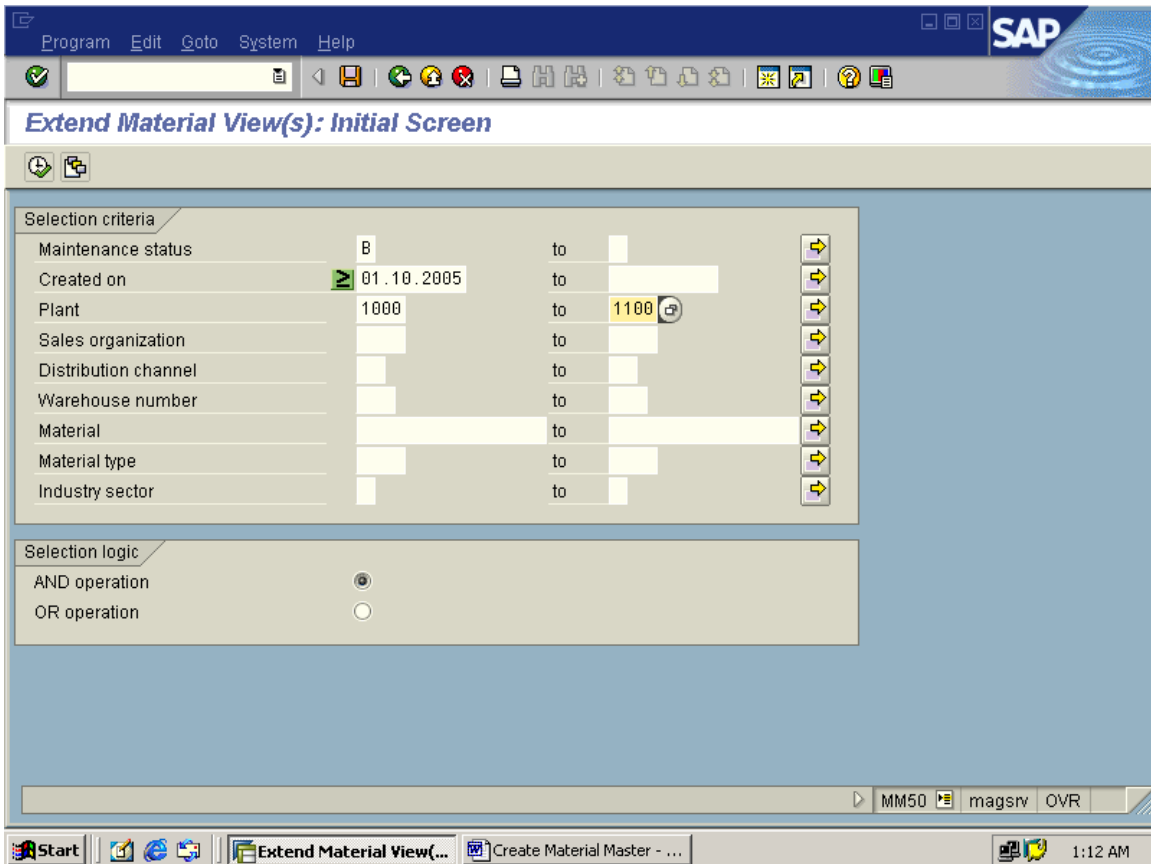 Program Edit Goto System Help
SAP
Extend Material View(s): Initial Screen
Selection criteria
Maintenance status B to
Created on ≥ 01.10.2005 to
Plant 1000 to 1100
Sales organization to
Distribution channel to
Warehouse number to
Material to
Material type to
Industry sector to
Selection logic
AND operation
OR operation
MM50 magsrv OVR
Start Extend Material View(... Create Material Master - ... 1:12 AM